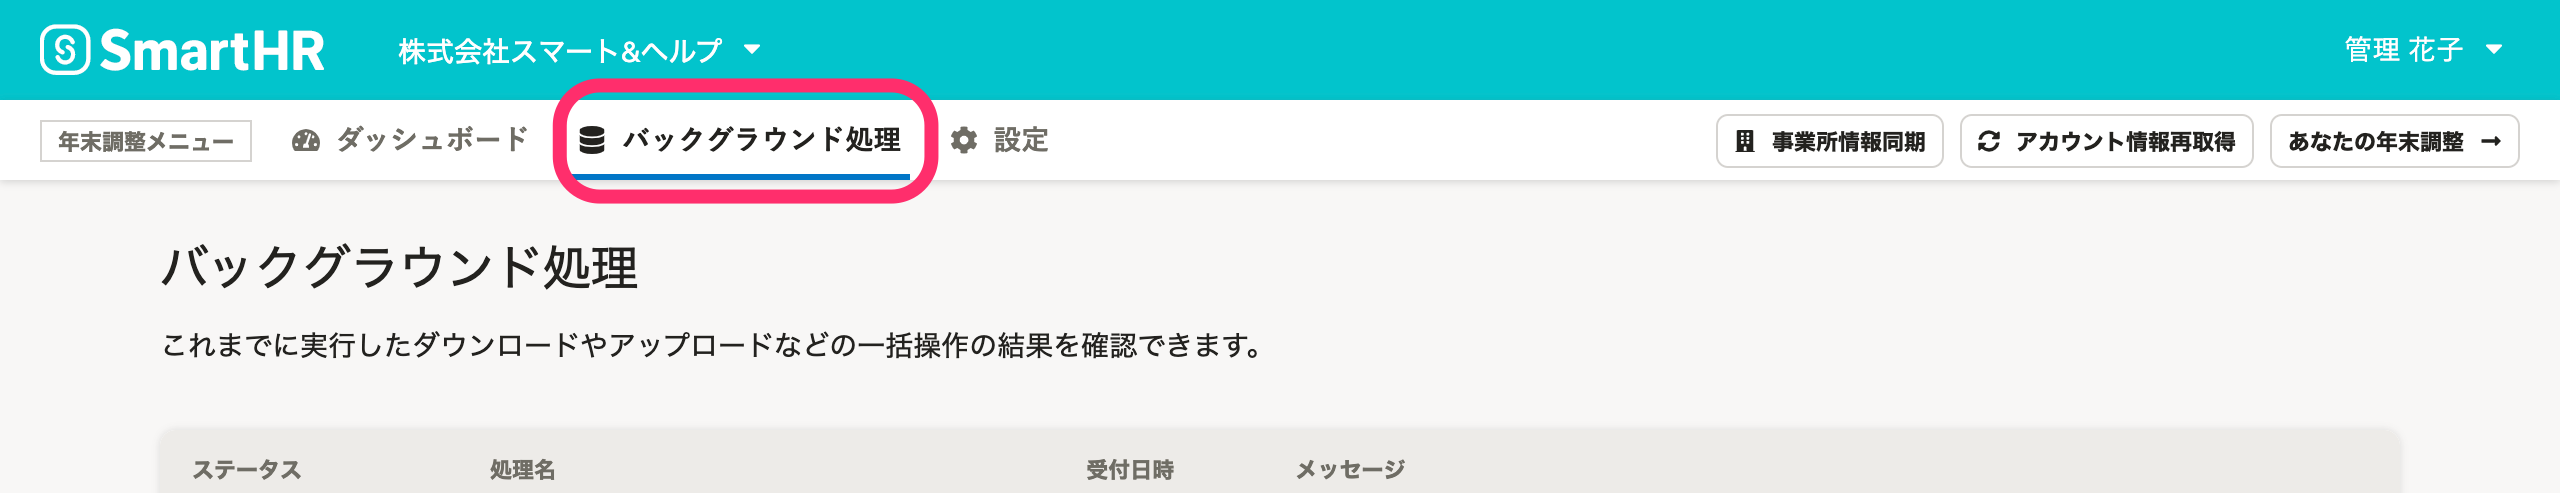 SmartHR 株式会社スマート&ヘルプ 管理 花子
年末調整メニュー ダッシュボード バックグラウンド処理 設定 事業所情報同期 アカウント情報再取得 あなたの年末調整 →
バックグラウンド処理
これまでに実行したダウンロードやアップロードなどの一括操作の結果を確認できます。
ステータス 処理名 受付日時 メッセージ